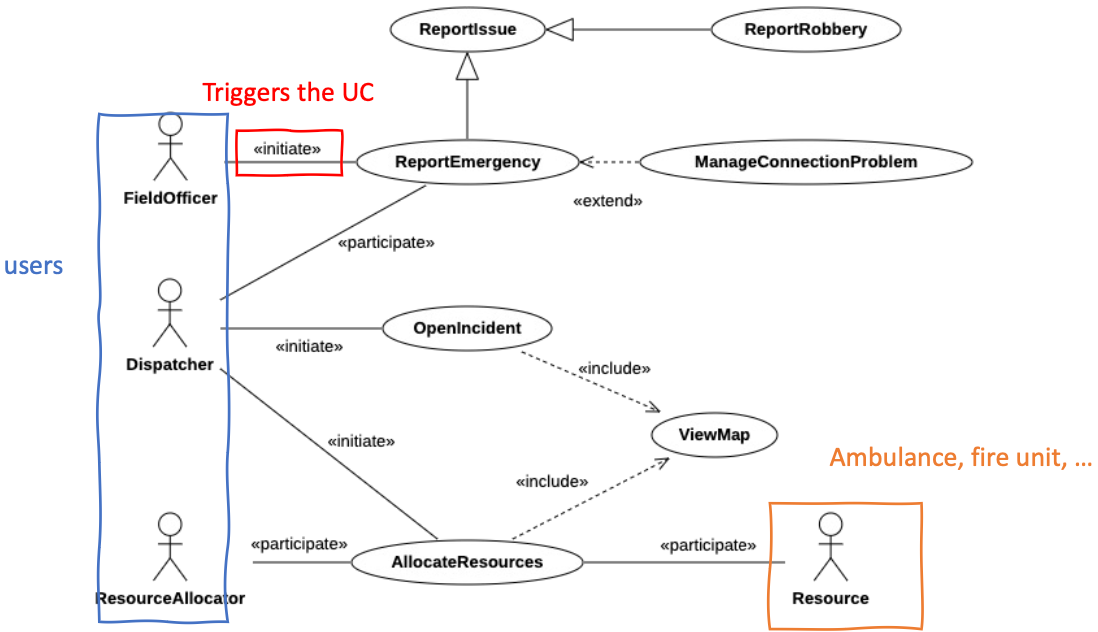 ReportIssue
ReportRobbery
Triggers the UC
«initiate»
ReportEmergency
ManageConnectionProblem
FieldOfficer
«extend»
«participate»
users
OpenIncident
«initiate»
Dispatcher
«include»
«initiate»
ViewMap
Ambulance, fire unit, ...
«include»
«participate»
«participate»
AllocateResources
ResourceAllocator
Resource